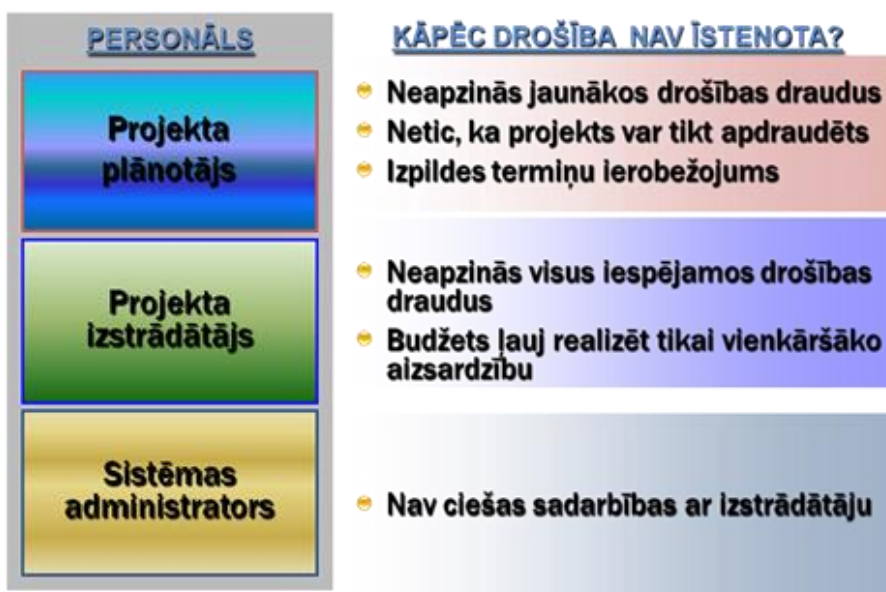 PERSONĀLS
KĀPĒC DROŠĪBA NAV ĪSTENOTA?
Projekta
plānotājs
Neapzinās jaunākos drošības draudus
Netic, ka projekts var tikt apdraudēts
Izpildes termiņu ierobežojums
Projekta
izstrādātājs
Neapzinās visus iespējamos drošības
draudus
Budžets ļauj realizēt tikai vienkāršāko
aizsardzību
Sistēmas
administrators
Nav ciešas sadarbības ar izstrādātāju